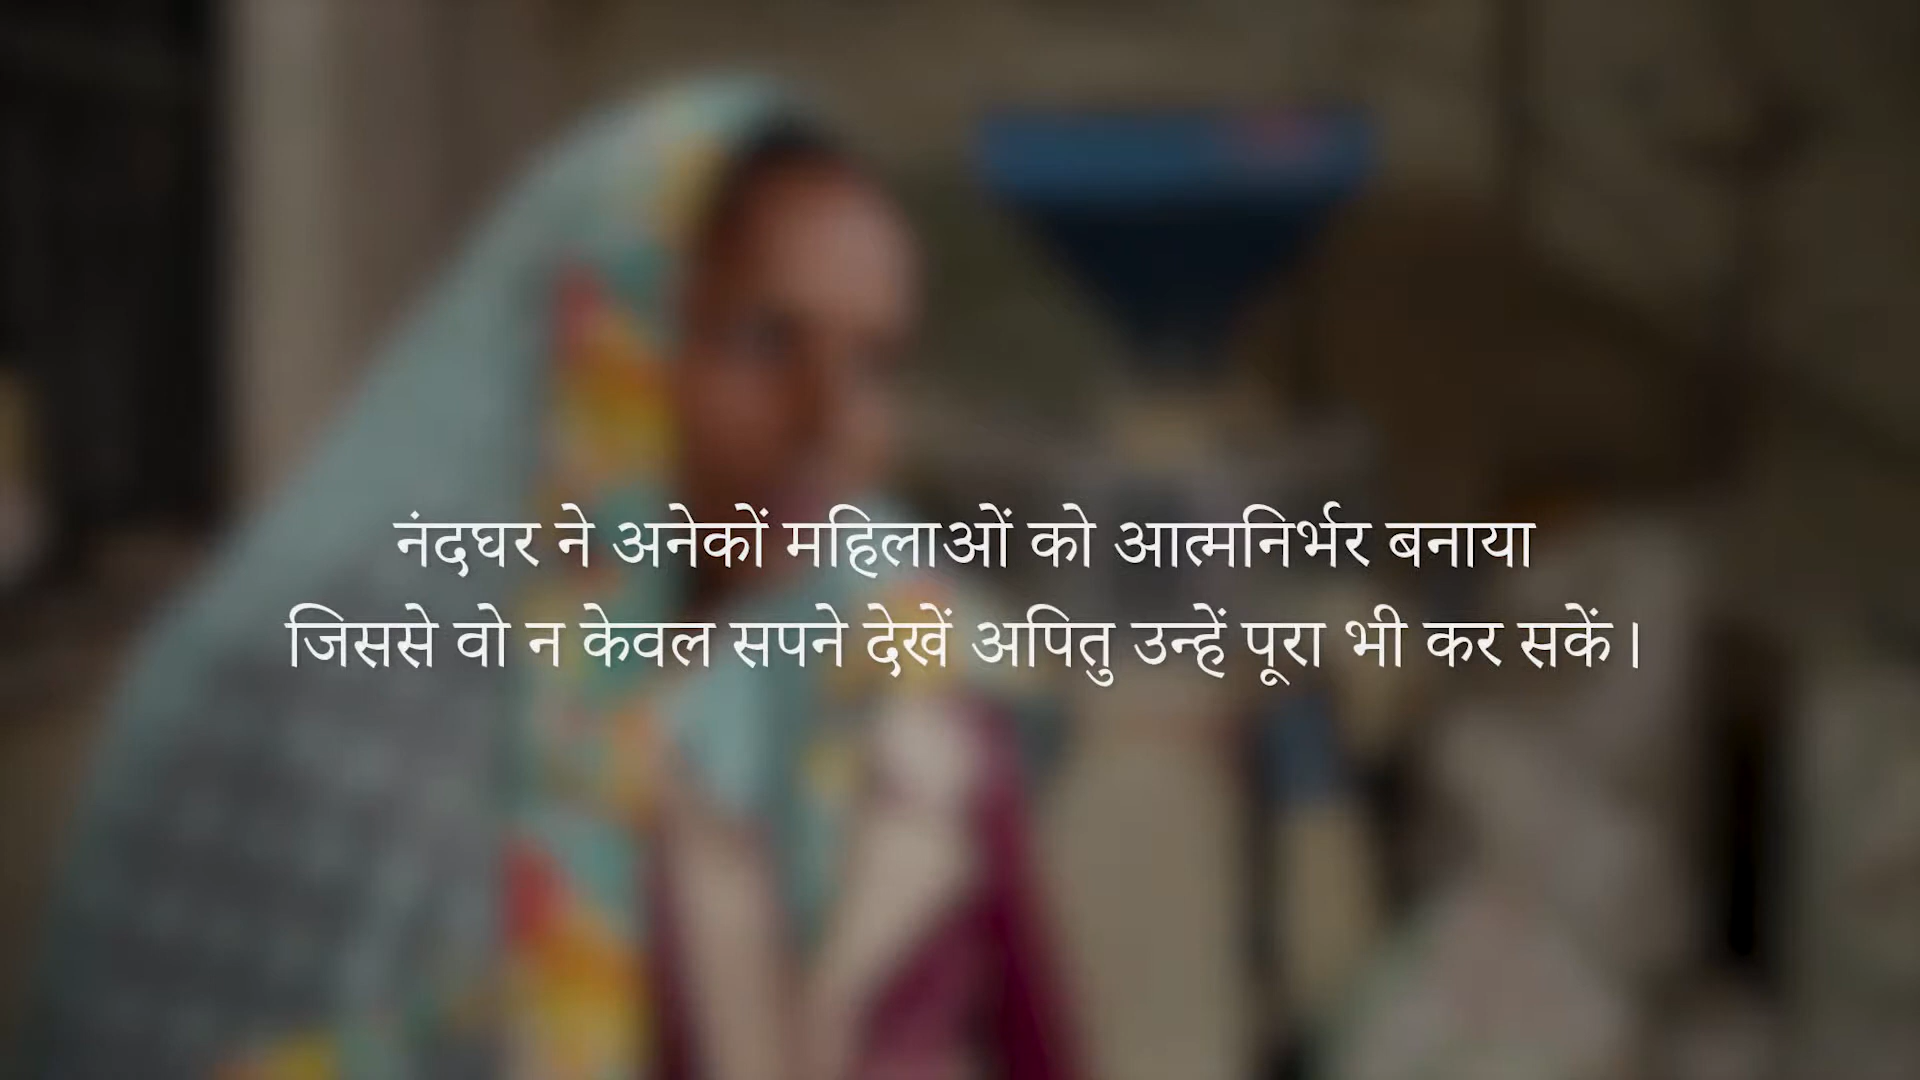 नंदघर ने अनेकों महिलाओं को आत्मनिर्भर बनाया
जिससे वो न केवल सपने देखें अपितु उन्हें पूरा भी कर सकें।